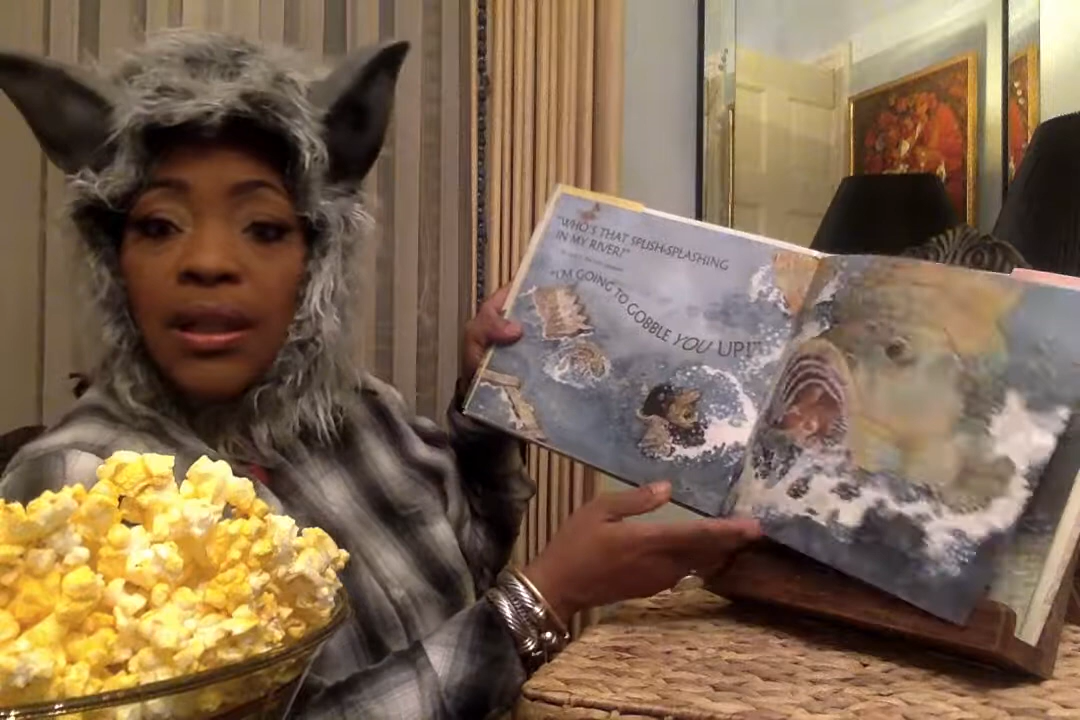 "WHO'S THAT SPLISH-SPLASHING
IN MY RIVER?"
"I'M GOING TO GOBBLE YOU UP!"